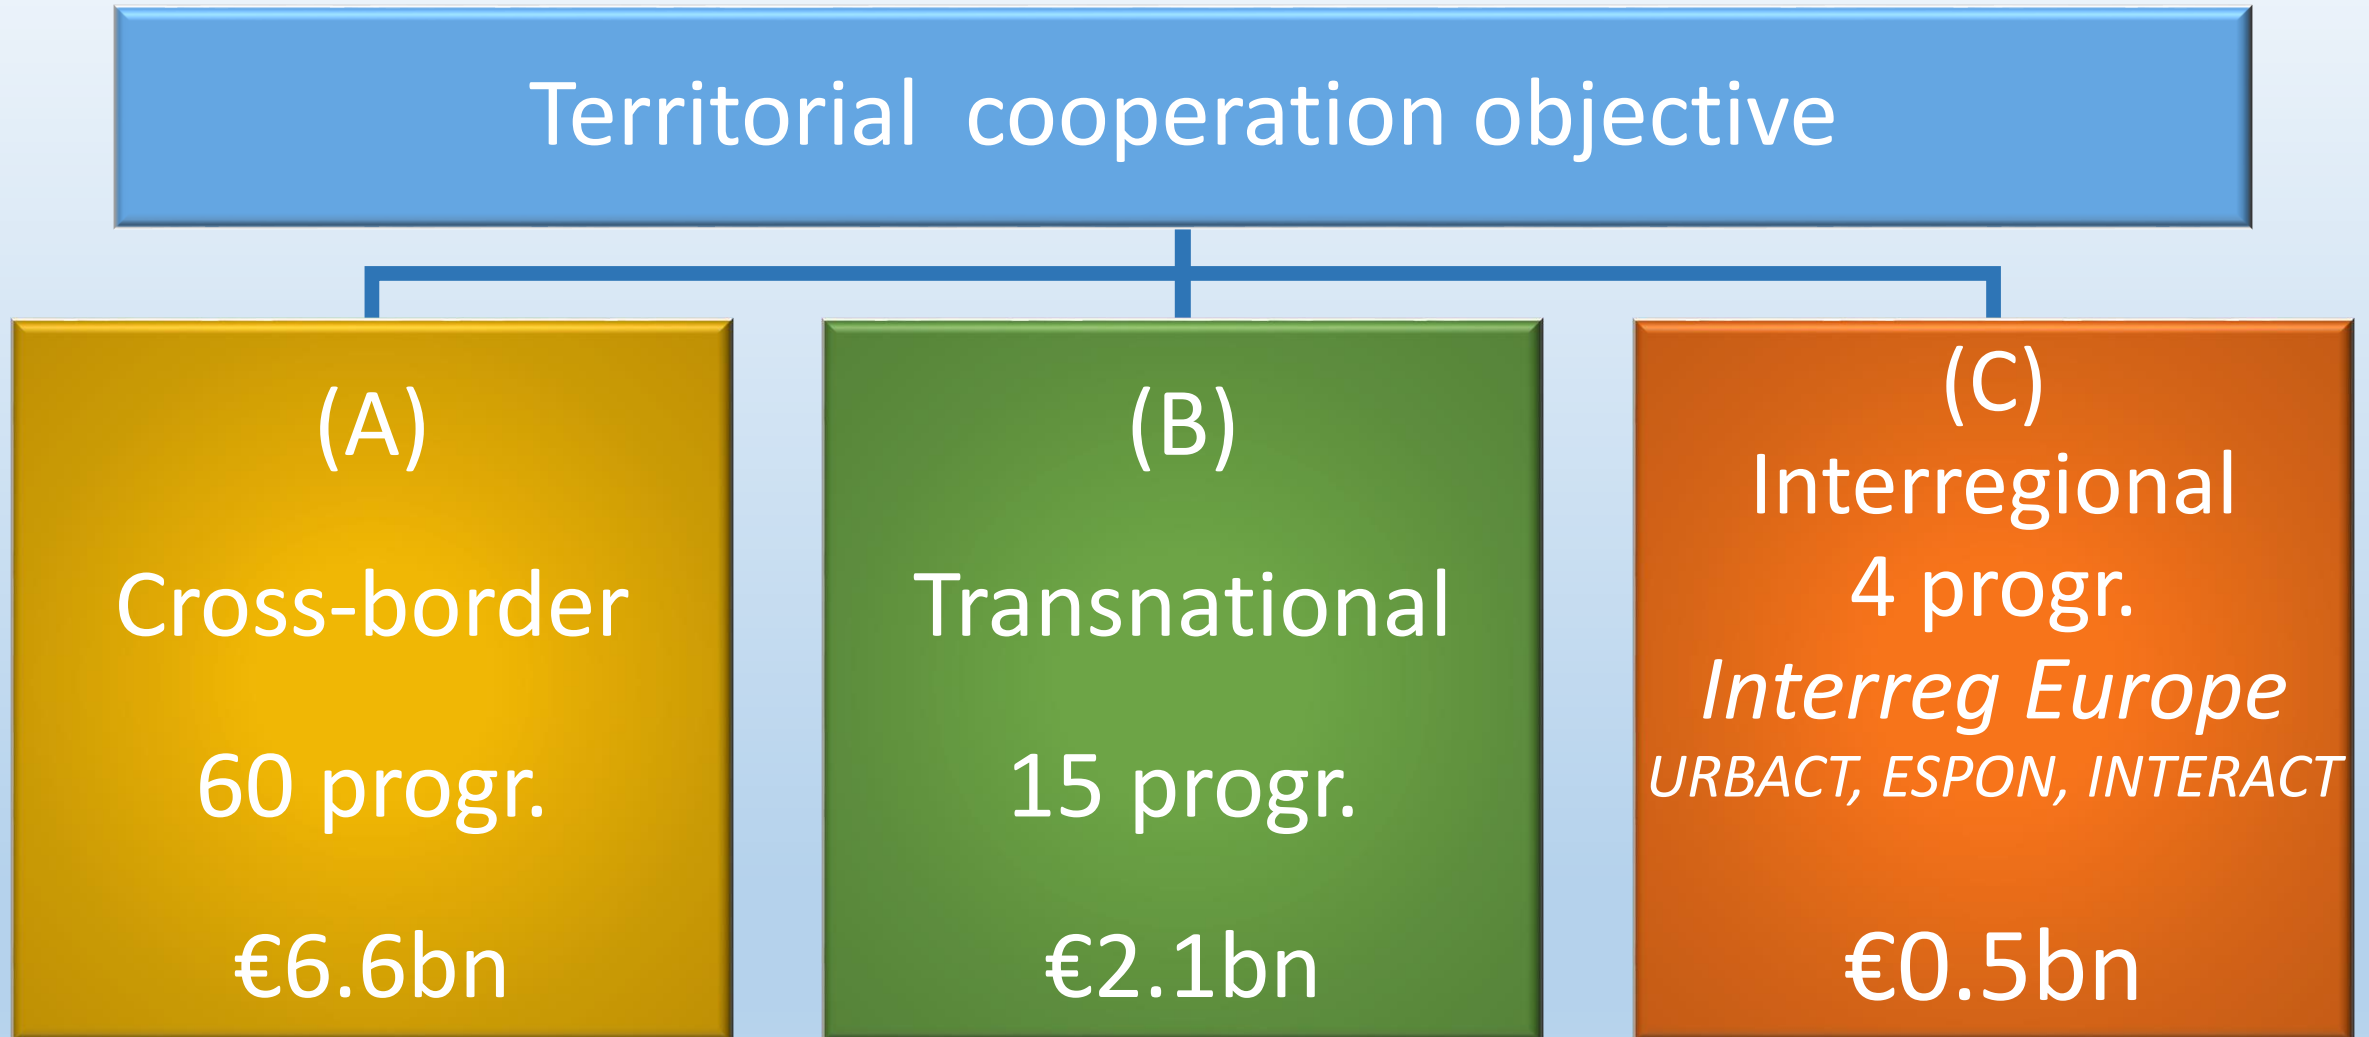 Territorial cooperation objective
(A)
Cross-border
60 progr.
€6.6bn
(B)
Transnational
15 progr.
€2.1bn
(C)
Interregional
4 progr.
Interreg Europe
URBACT, ESPON, INTERACT
€0.5bn